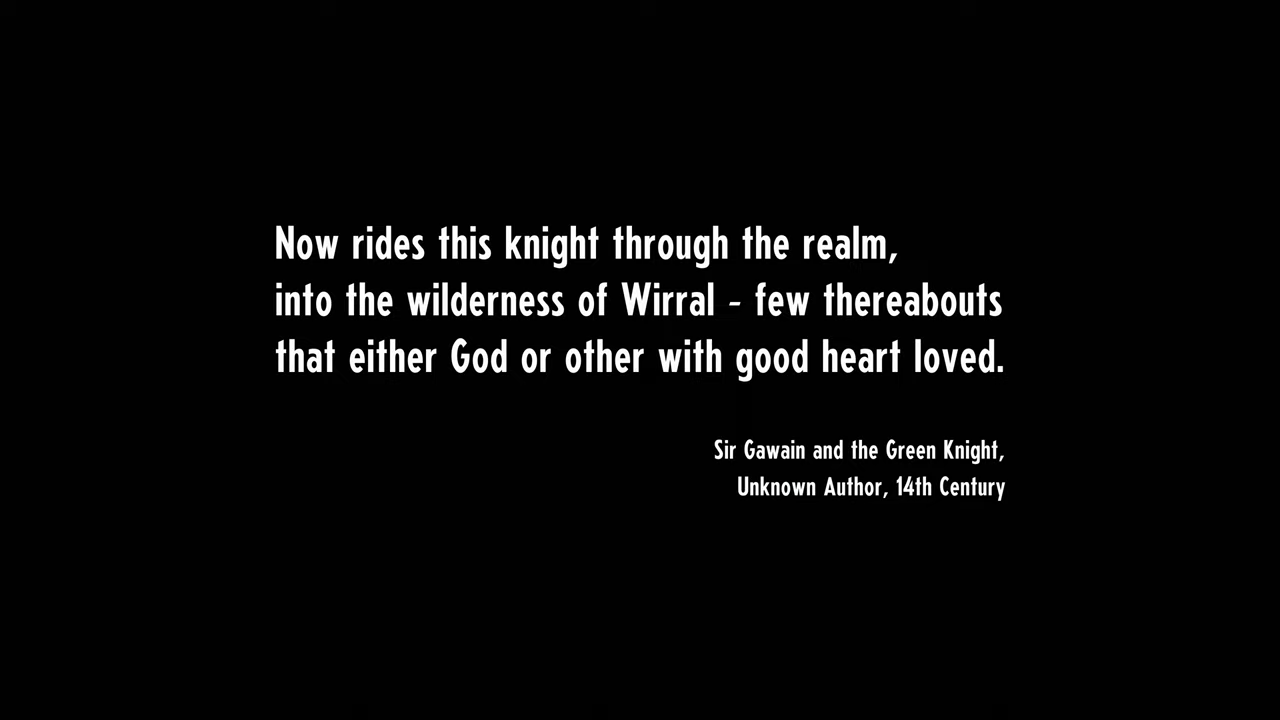 Now rides this knight through the realm,
into the wilderness of Wirral - few thereabouts
that either God or other with good heart loved.
Sir Gawain and the Green Knight,
Unknown Author, 14th Century